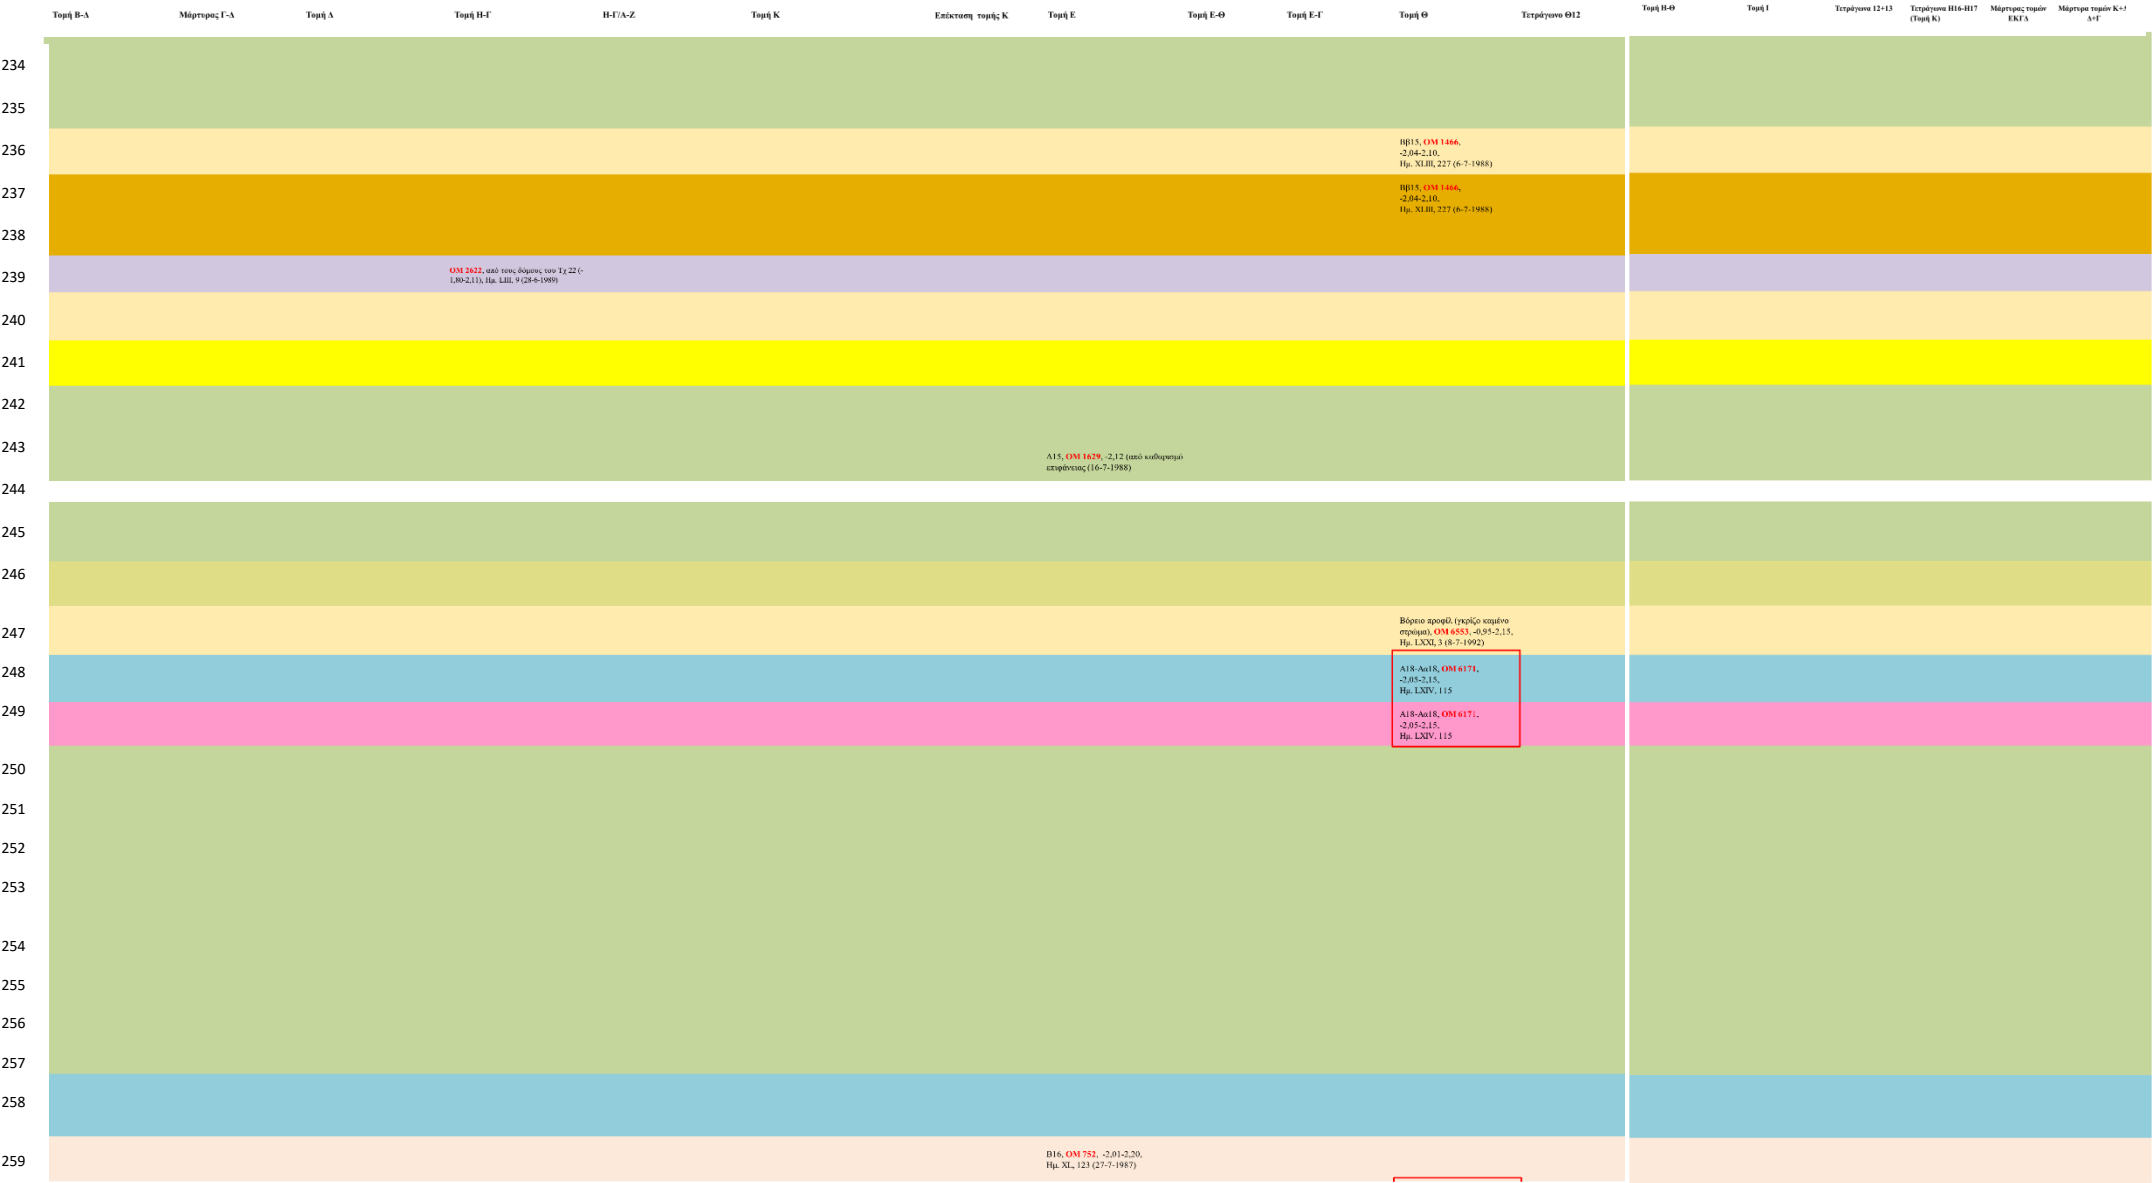 Τομή Β-Δ Μάρτυρας Γ-Δ Τομή Δ Τομή Η-Γ Η-Γ/Α-Ζ Τομή Κ Επέκταση τομής Κ Τομή Ε Τομή Ε-Θ Τομή Ε-Γ Τομή Θ Τετράγωνο Θ12 Τομή Η-Θ Τομή Ι Τετράγωνα 12+13 Τετράγωνα Η16-Η17 Μάρτυρας τομών Μάρτυρα τομών
(Τομή Κ) ΕΚΓΔ Δ+Γ
234
235
236
Ββ15, ΟΜ 1466,
-2,04-2,10,
Ημ. XLIII, 227 (6-7-1988)
237
Ββ15, ΟΜ 1466,
-2,04-2,10,
Ημ. XLIII, 227 (6-7-1988)
238
239
ΟΜ 2622, από τους δόμους του Τχ 22 (-
1,80-2,11), Ημ. LIII, 9 (28-6-1989)
240
241
242
243
Δ15, ΟΜ 1629, -2,12 (από καθαρισμό
επιφάνειας (16-7-1988)
244
245
246
247
Βόρειο προφίλ (γκρίζο καμένο
στρώμα), ΟΜ 6553, -0,95-2,15,
Ημ. LXXI, 3 (8-7-1992)
248
Α18-Αα18, ΟΜ 6171,
-2,05-2,15,
Ημ. LXIV, 115
249
Α18-Αα18, ΟΜ 6171,
-2,05-2,15,
Ημ. LXIV, 115
250
251
252
253
254
255
256
257
258
259
Β16, ΟΜ 752, -2,01-2,20,
Ημ. XL, 123 (27-7-1987)